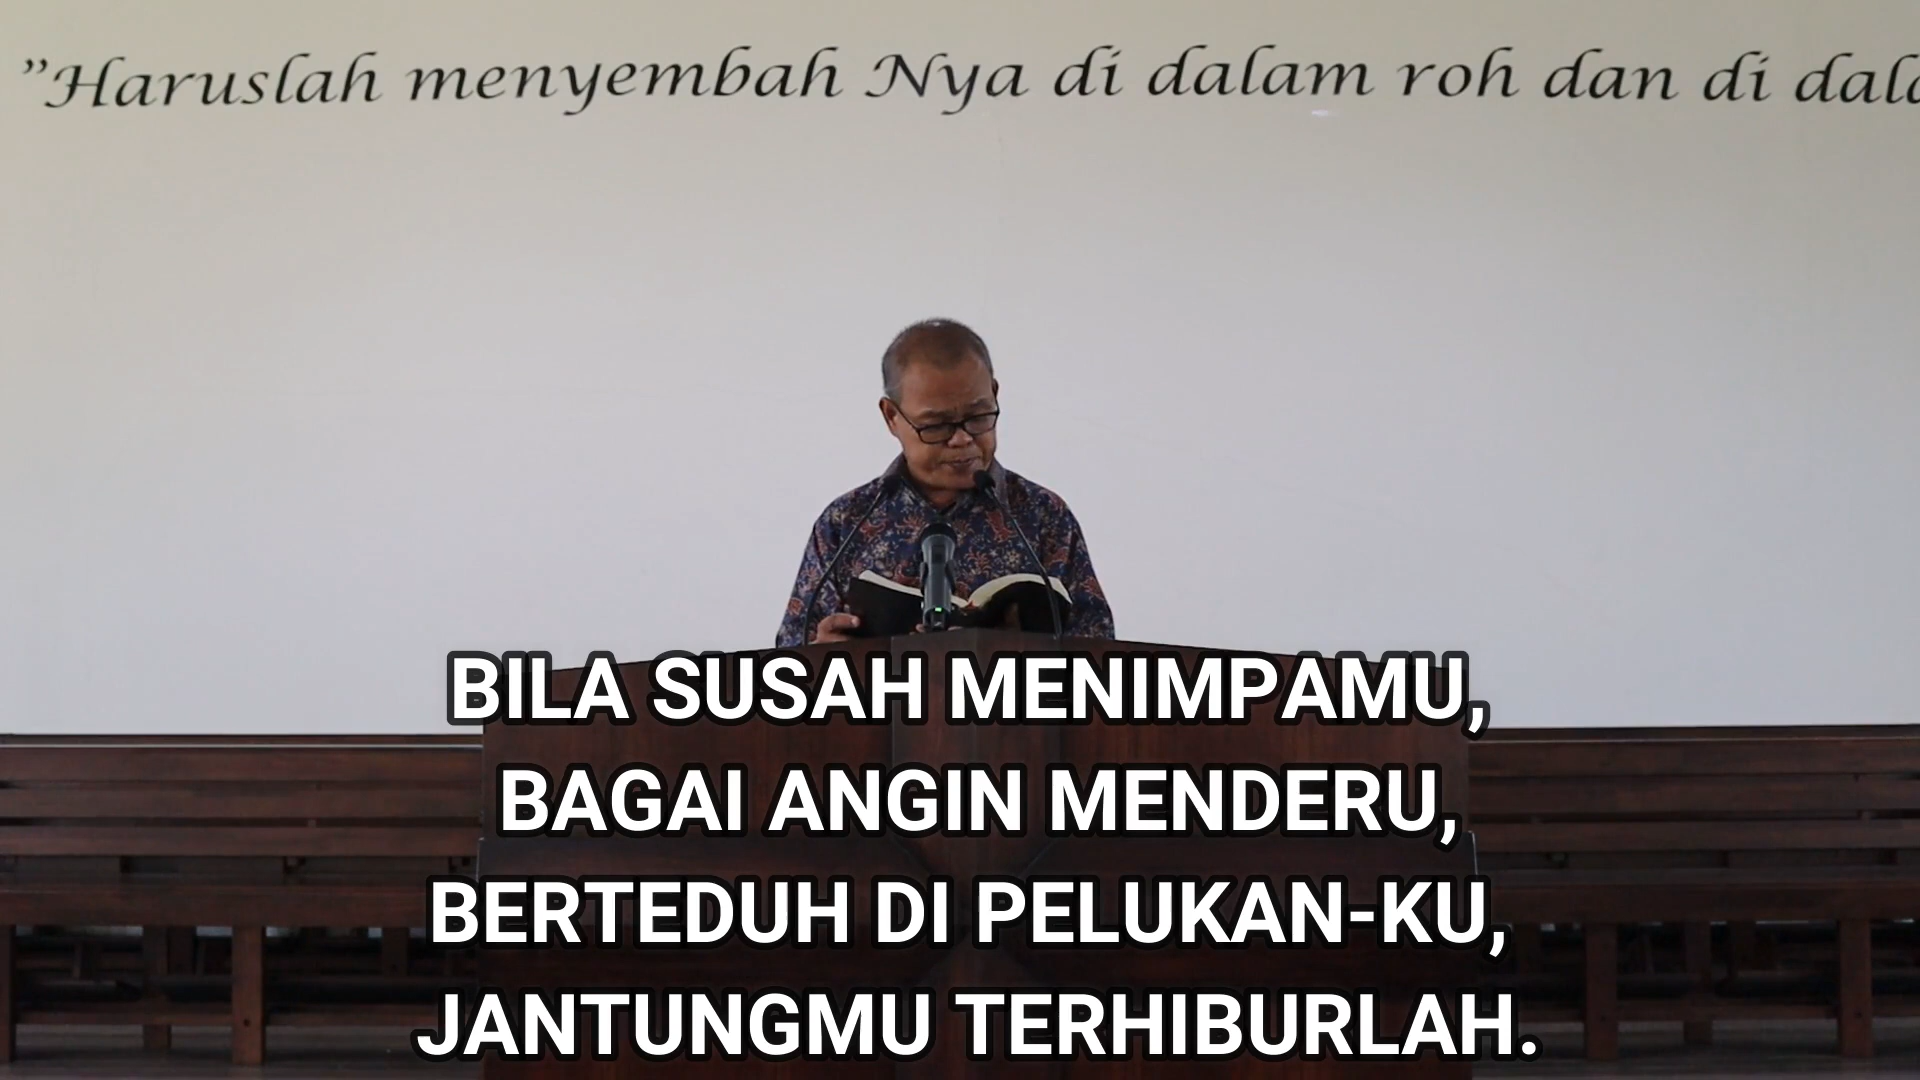 "Haruslah menyembah Nya di dalam roh dan di
BILA SUSAH MENIMPAMU,
BAGAI ANGIN MENDERU,
BERTEDUH DI PELUKAN-KU,
JANTUNGMU TERHIBURLAH.